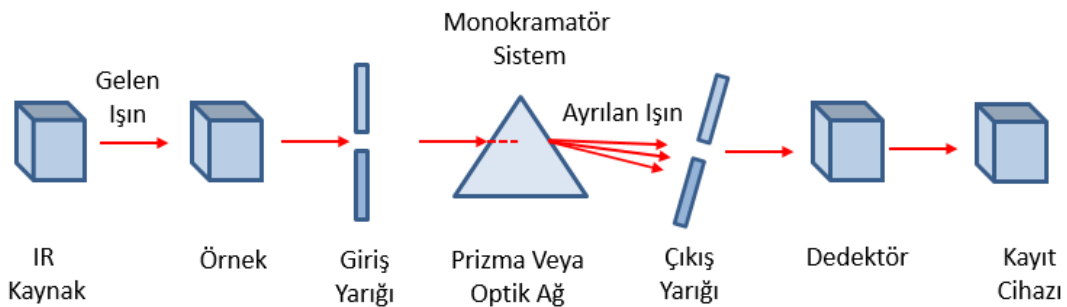 Monokramatör
Sistem
Gelen
Işın
Ayrılan Işın
IR
Kaynak
Örnek
Giriş
Yarığı
Prizma Veya
Optik Ağ
Çıkış
Yarığı
Dedektör
Kayıt
Cihazı